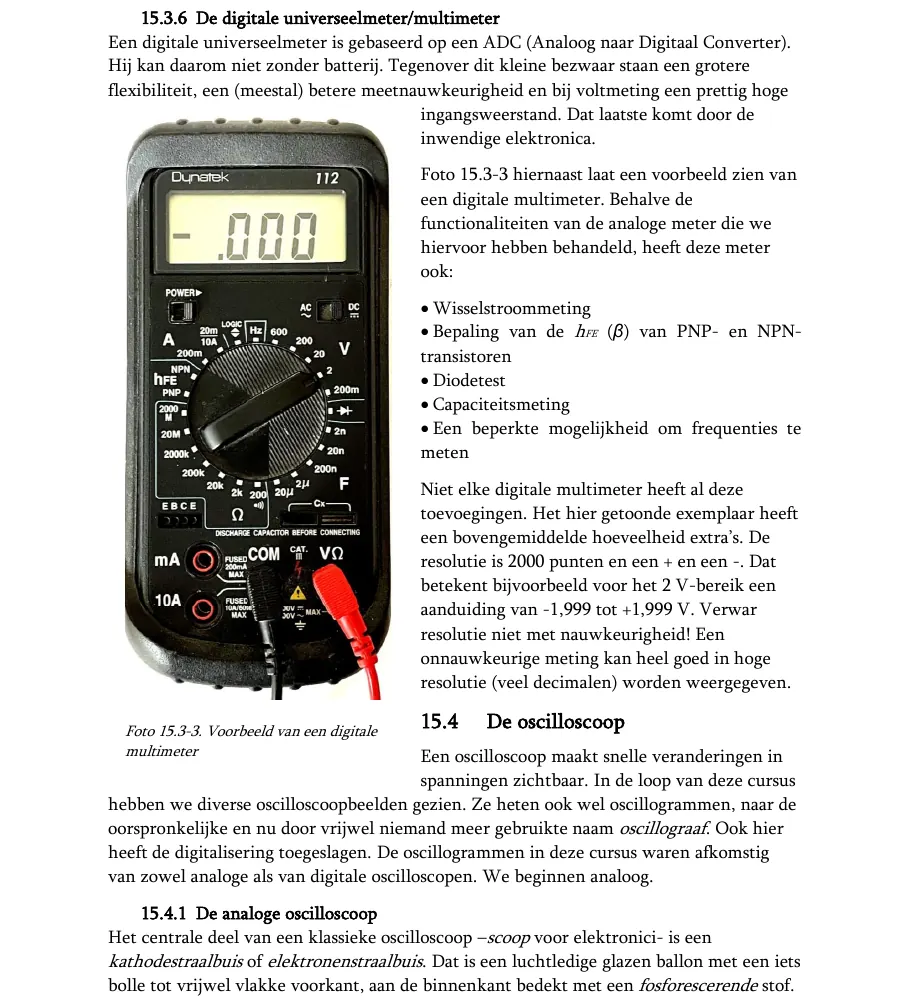 15.3.6 De digitale universeelmeter/multimeter
Een digitale universeelmeter is gebaseerd op een ADC (Analoog naar Digitaal Converter).
Hij kan daarom niet zonder batterij. Tegenover dit kleine bezwaar staan een grotere
flexibiliteit, een (meestal) betere meetnauwkeurigheid en bij voltmeting een prettig hoge
ingangsweerstand. Dat laatste komt door de
inwendige elektronica.
Foto 15.3-3 hiernaast laat een voorbeeld zien van
een digitale multimeter. Behalve de
functionaliteiten van de analoge meter die we
hiervoor hebben behandeld, heeft deze meter
ook:
• Wisselstroommeting
• Bepaling van de hFE (β) van PNP- en NPN-
transistoren
• Diodetest
• Capaciteitsmeting
• Een beperkte mogelijkheid om frequenties te
meten
Niet elke digitale multimeter heeft al deze
toevoegingen. Het hier getoonde exemplaar heeft
een bovengemiddelde hoeveelheid extra's. De
resolutie is 2000 punten en een + en een -. Dat
betekent bijvoorbeeld voor het 2 V-bereik een
aanduiding van -1,999 tot +1,999 V. Verwar
resolutie niet met nauwkeurigheid! Een
onnauwkeurige meting kan heel goed in hoge
resolutie (veel decimalen) worden weergegeven.
Dynatek 112
- .000
POWER▶
AC DC
20m
10A
LOGIC
Hz
600
A
200m
200
20
V
2
200m
NPN
hFE
PNP
2000
M
20M
2000k
200k
20k
2k
200
20µ
2µ
200n
20n
2n
F
Ω
Cx
E B C E
DISCHARGE CAPACITOR BEFORE CONNECTING
mA
FUSED
200mA
MAX
COM
CAT.
III
VΩ
10A
FUSED
MAX
MAX
Foto 15.3-3. Voorbeeld van een digitale
multimeter
15.4 De oscilloscoop
Een oscilloscoop maakt snelle veranderingen in
spanningen zichtbaar. In de loop van deze cursus
hebben we diverse oscilloscoopbeelden gezien. Ze heten ook wel oscillogrammen, naar de
oorspronkelijke en nu door vrijwel niemand meer gebruikte naam oscillograaf. Ook hier
heeft de digitalisering toegeslagen. De oscillogrammen in deze cursus waren afkomstig
van zowel analoge als van digitale oscilloscopen. We beginnen analoog.
15.4.1 De analoge oscilloscoop
Het centrale deel van een klassieke oscilloscoop –scoop voor elektronici- is een
kathodestraalbuis of elektronenstraalbuis. Dat is een luchtledige glazen ballon met een iets
bolle tot vrijwel vlakke voorkant, aan de binnenkant bedekt met een fosforescerende stof.